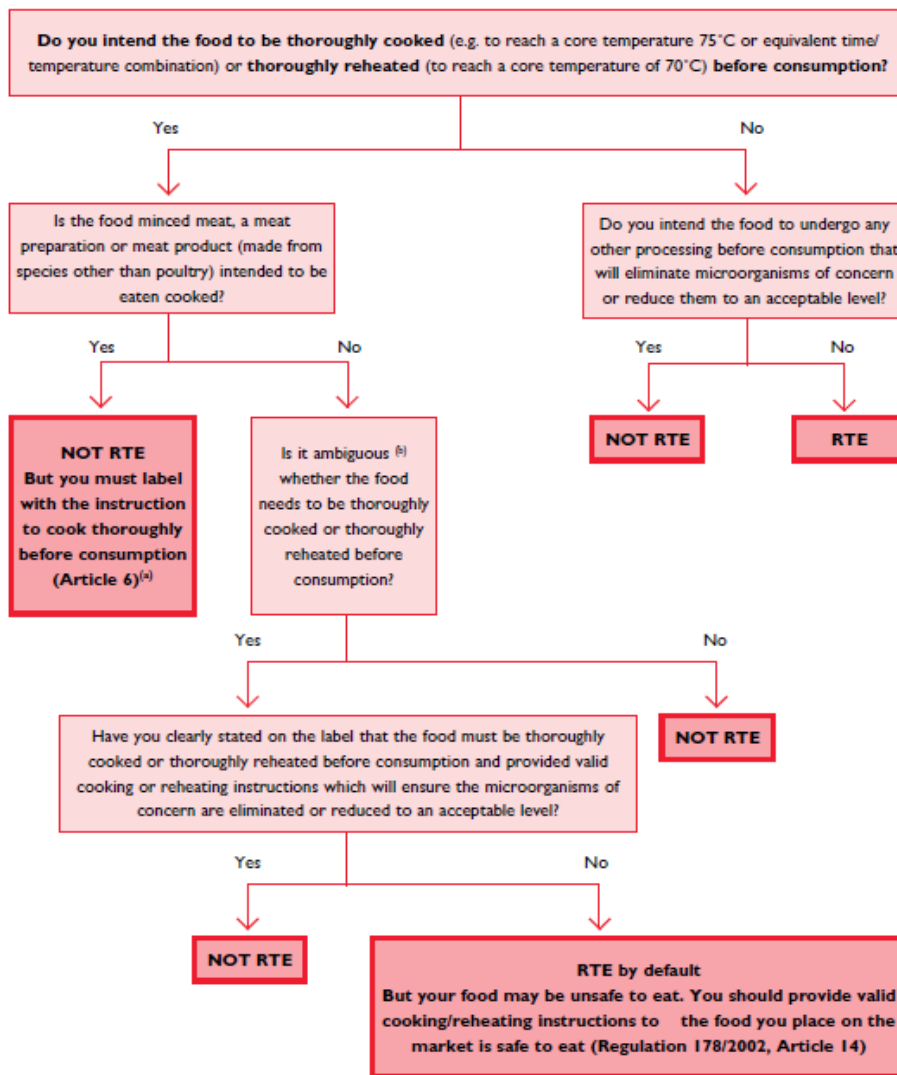 Do you intend the food to be thoroughly cooked (e.g. to reach a core temperature 75°C or equivalent time/
temperature combination) or thoroughly reheated (to reach a core temperature of 70°C) before consumption?
Yes
No
Is the food minced meat, a meat
preparation or meat product (made from
species other than poultry) intended to be
eaten cooked?
Do you intend the food to undergo any
other processing before consumption that
will eliminate microorganisms of concern
or reduce them to an acceptable level?
Yes
No
Yes
No
NOT RTE
But you must label
with the instruction
to cook thoroughly
before consumption
(Article 6)(a)
Is it ambiguous (b)
whether the food
needs to be thoroughly
cooked or thoroughly
reheated before
consumption?
NOT RTE
RTE
Yes
No
Have you clearly stated on the label that the food must be thoroughly
cooked or thoroughly reheated before consumption and provided valid
cooking or reheating instructions which will ensure the microorganisms of
concern are eliminated or reduced to an acceptable level?
NOT RTE
Yes
No
NOT RTE
RTE by default
But your food may be unsafe to eat. You should provide valid
cooking/reheating instructions to the food you place on the
market is safe to eat (Regulation 178/2002, Article 14)